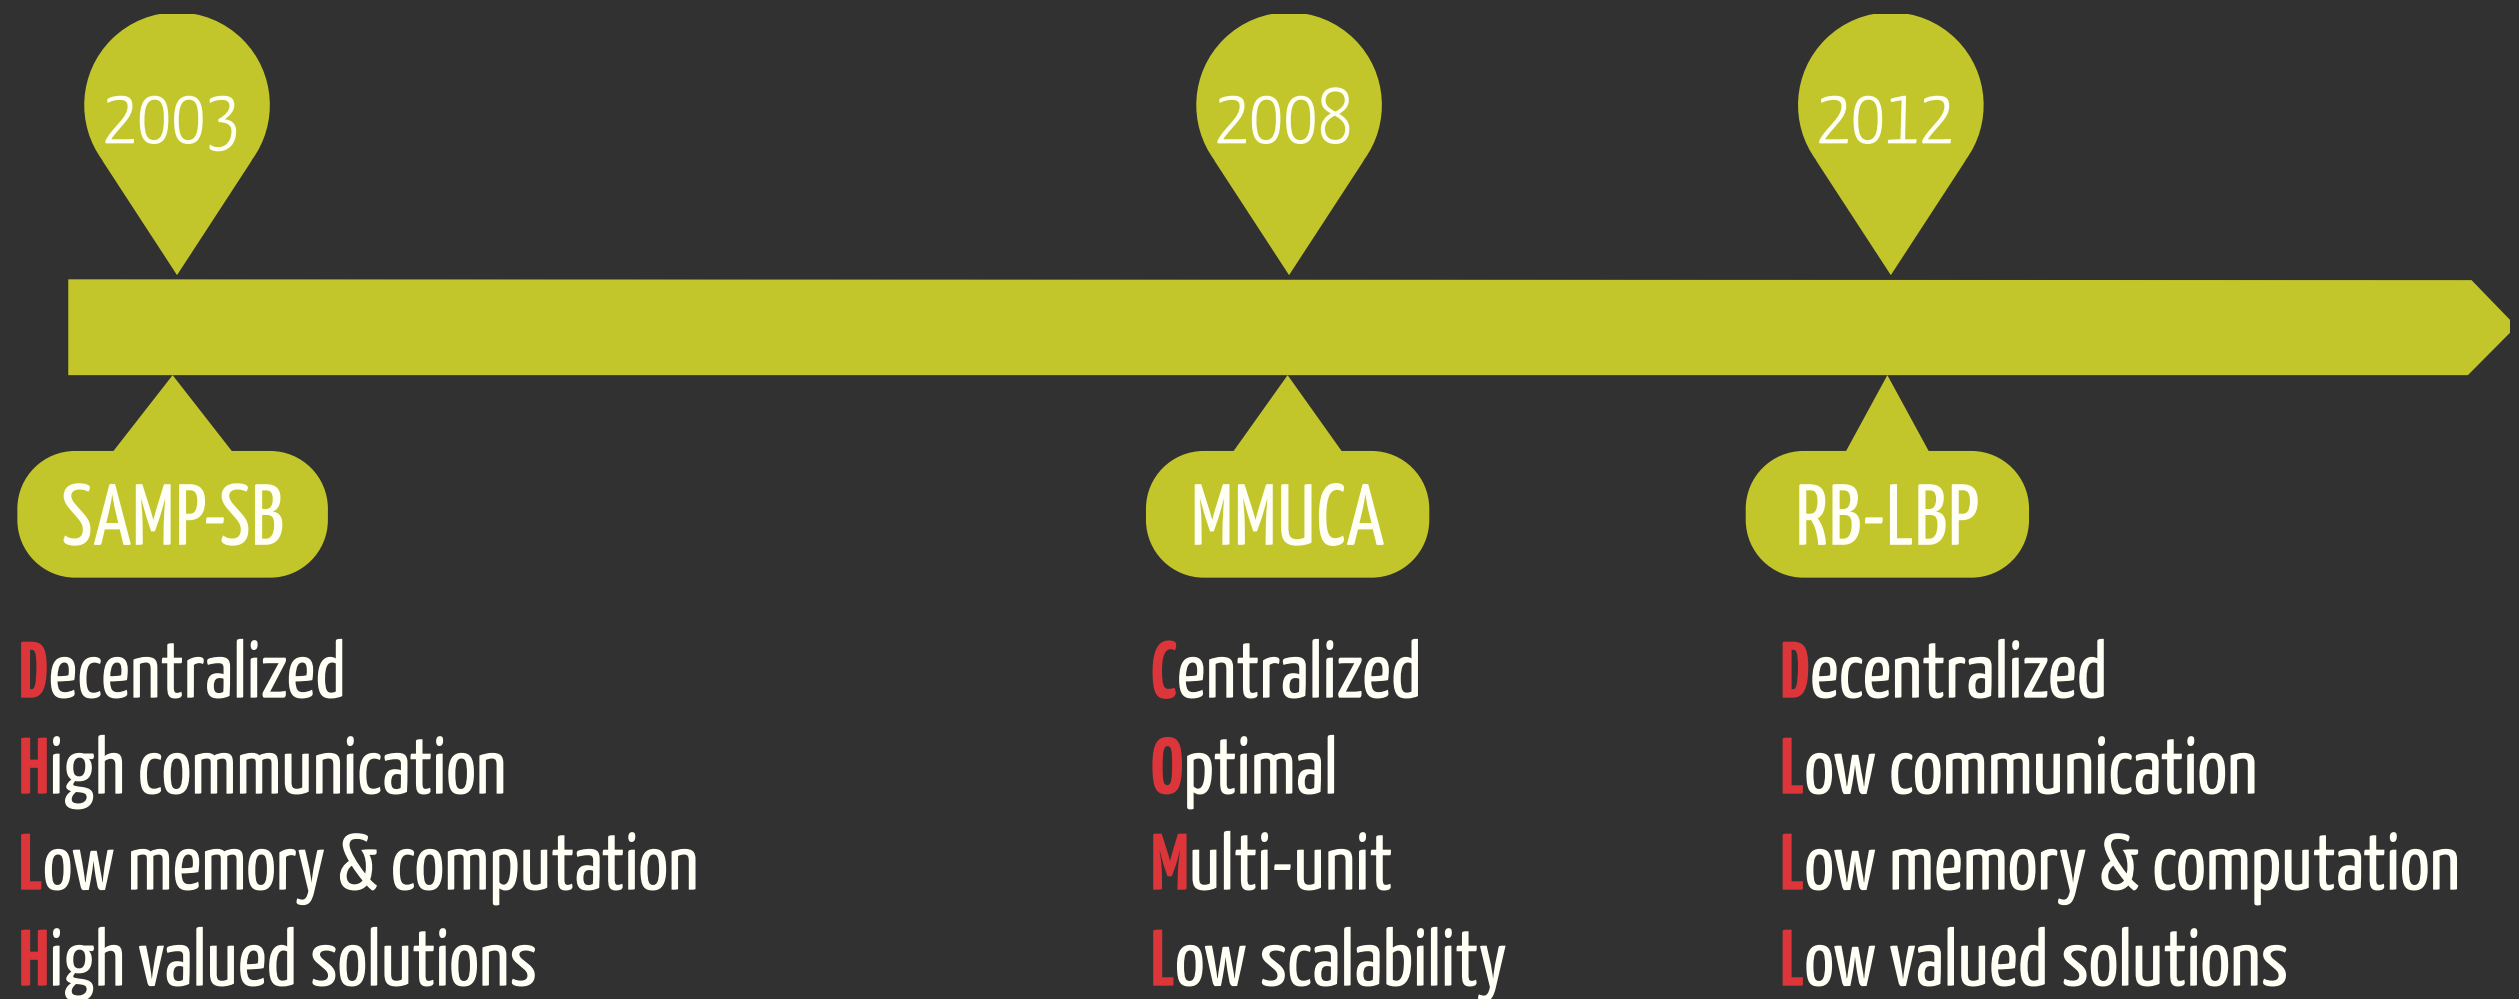 2003
2008
2012
SAMP-SB
MMUCA
RB-LBP
Decentralized
High communication
Low memory & computation
High valued solutions
Centralized
Optimal
Multi-unit
Low scalability
Decentralized
Low communication
Low memory & computation
Low valued solutions